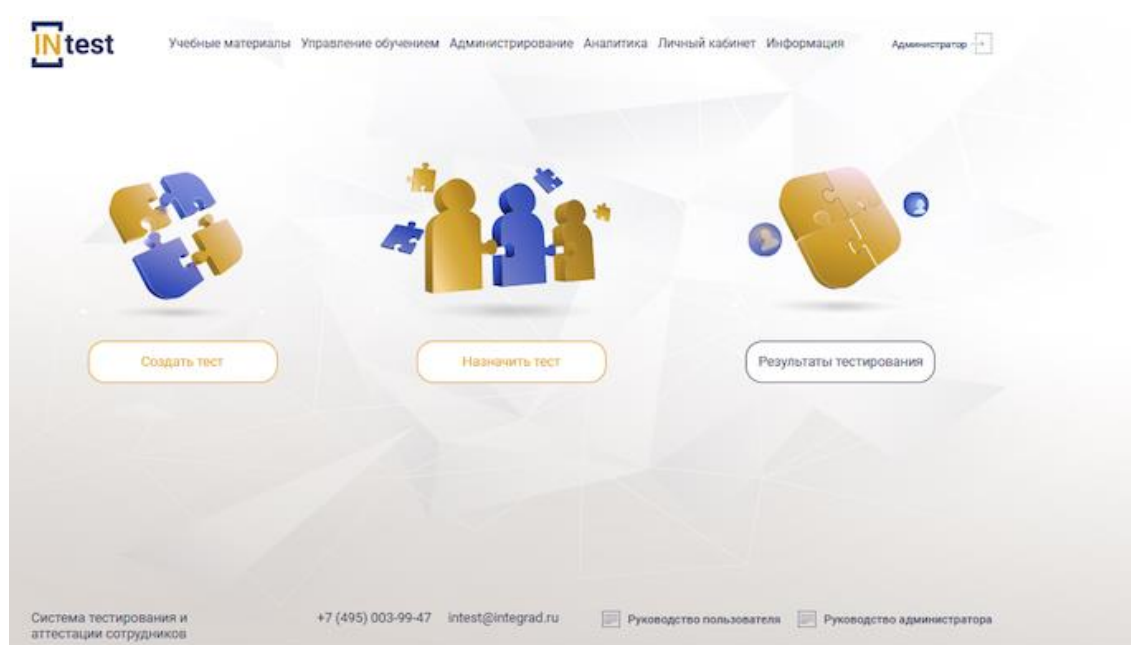 INtest
Учебные материалы Управление обучением Администрирование Аналитика Личный кабинет Информация Администратор
Создать тест Назначить тест Результаты тестирования
Система тестирования и
аттестации сотрудников
+7 (495) 003-99-47 intest@integrad.ru Руководство пользователя Руководство администратора